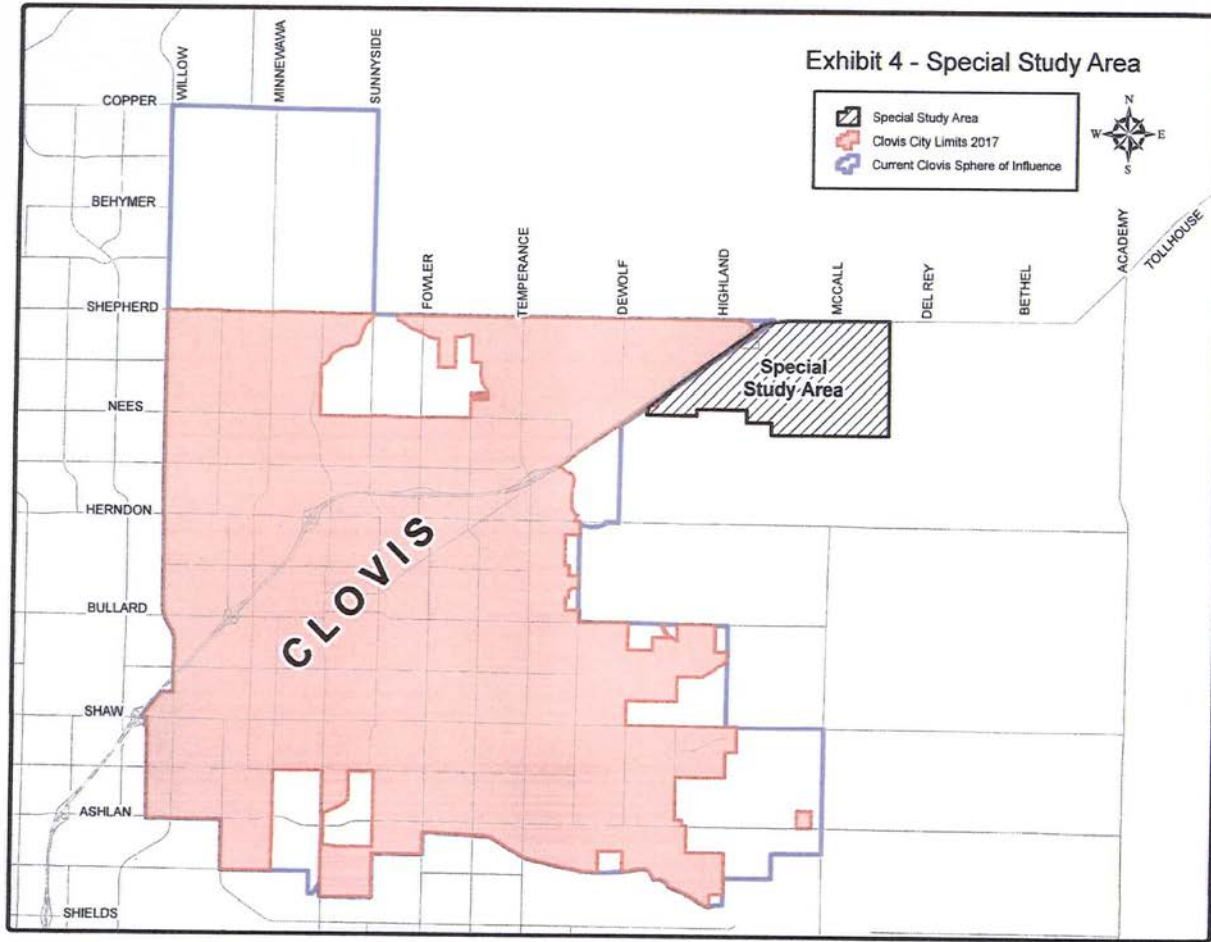 Exhibit 4 - Special Study Area
Special Study Area
Clovis City Limits 2017
Current Clovis Sphere of Influence
N
W
E
S
WILLOW
MINNEWAWA
SUNNYSIDE
COPPER
BEHYMER
SHEPHERD
FOWLER
TEMPERANCE
DEWOLF
HIGHLAND
MCCALL
DEL REY
BETHEL
ACADEMY
TOLLHOUSE
Special
Study Area
NEES
HERNDON
BULLARD
CLOVIS
SHAW
ASHLAN
SHIELDS